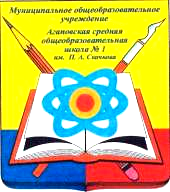 Муниципальное общеобразовательное
учреждение
Агаповская средняя
общеобразовательная
школа № 1
им. П. А. Скачкова